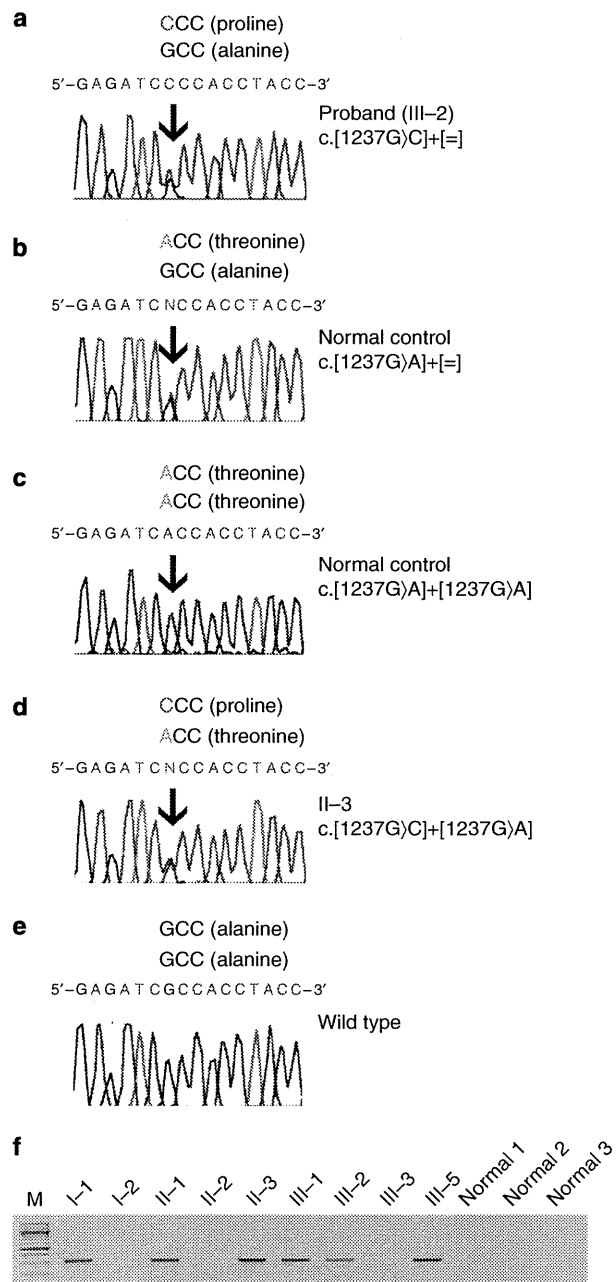 a
CCC (proline)
GCC (alanine)
5′–GAGATCCCCACCTACC–3′
Proband (III–2)
c.[1237G⟩C]+[=]
b
ACC (threonine)
GCC (alanine)
5′–GAGATCNCCACCTACC–3′
Normal control
c.[1237G⟩A]+[=]
c
ACC (threonine)
ACC (threonine)
5′–GAGATCACCACCTACC–3′
Normal control
c.[1237G⟩A]+[1237G⟩A]
d
CCC (proline)
ACC (threonine)
5′–GAGATCNCCACCTACC–3′
II–3
c.[1237G⟩C]+[1237G⟩A]
e
GCC (alanine)
GCC (alanine)
5′–GAGATCGCCACCTACC–3′
Wild type
f
M I–1 I–2 II–1 II–2 II–3 III–1 III–2 III–3 III–5 Normal 1 Normal 2 Normal 3